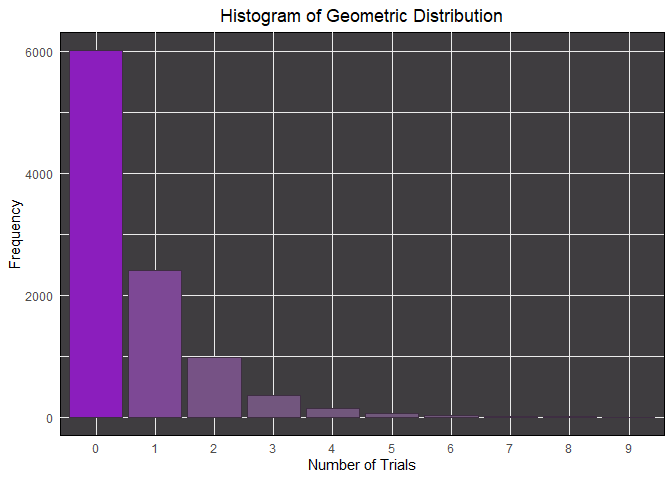 Histogram of Geometric Distribution
Frequency
6000
4000
2000
0
0 1 2 3 4 5 6 7 8 9
Number of Trials